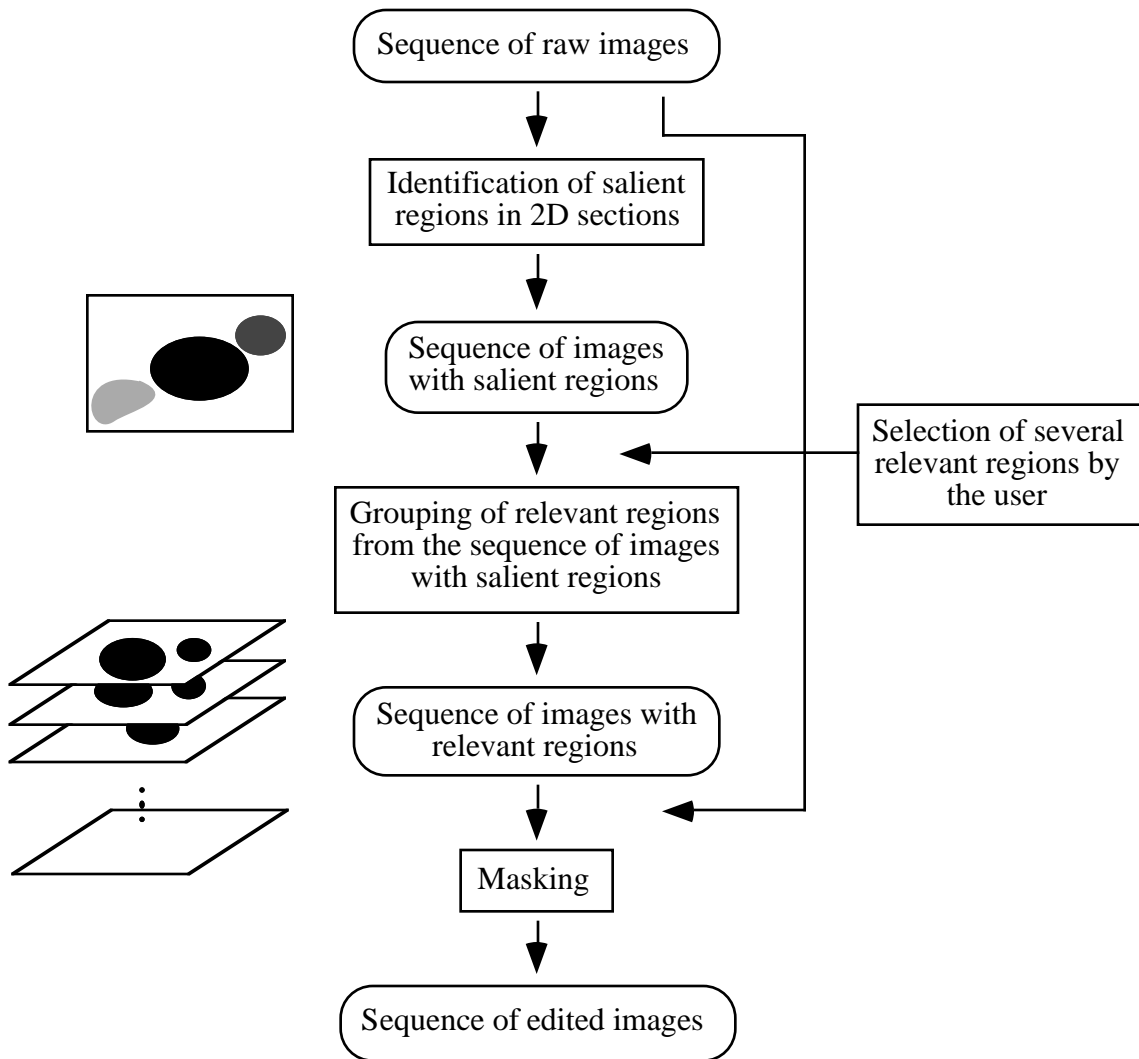 Sequence of raw images
Identification of salient
regions in 2D sections
Sequence of images
with salient regions
Selection of several
relevant regions by
the user
Grouping of relevant regions
from the sequence of images
with salient regions
Sequence of images with
relevant regions
Masking
Sequence of edited images